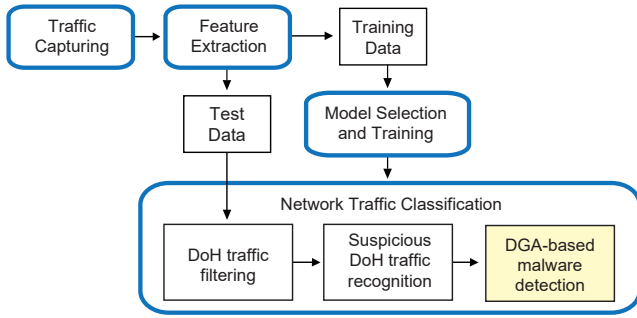 Traffic
Capturing
Feature
Extraction
Training
Data
Test
Data
Model Selection
and Training
Network Traffic Classification
DoH traffic
filtering
Suspicious
DoH traffic
recognition
DGA-based
malware
detection